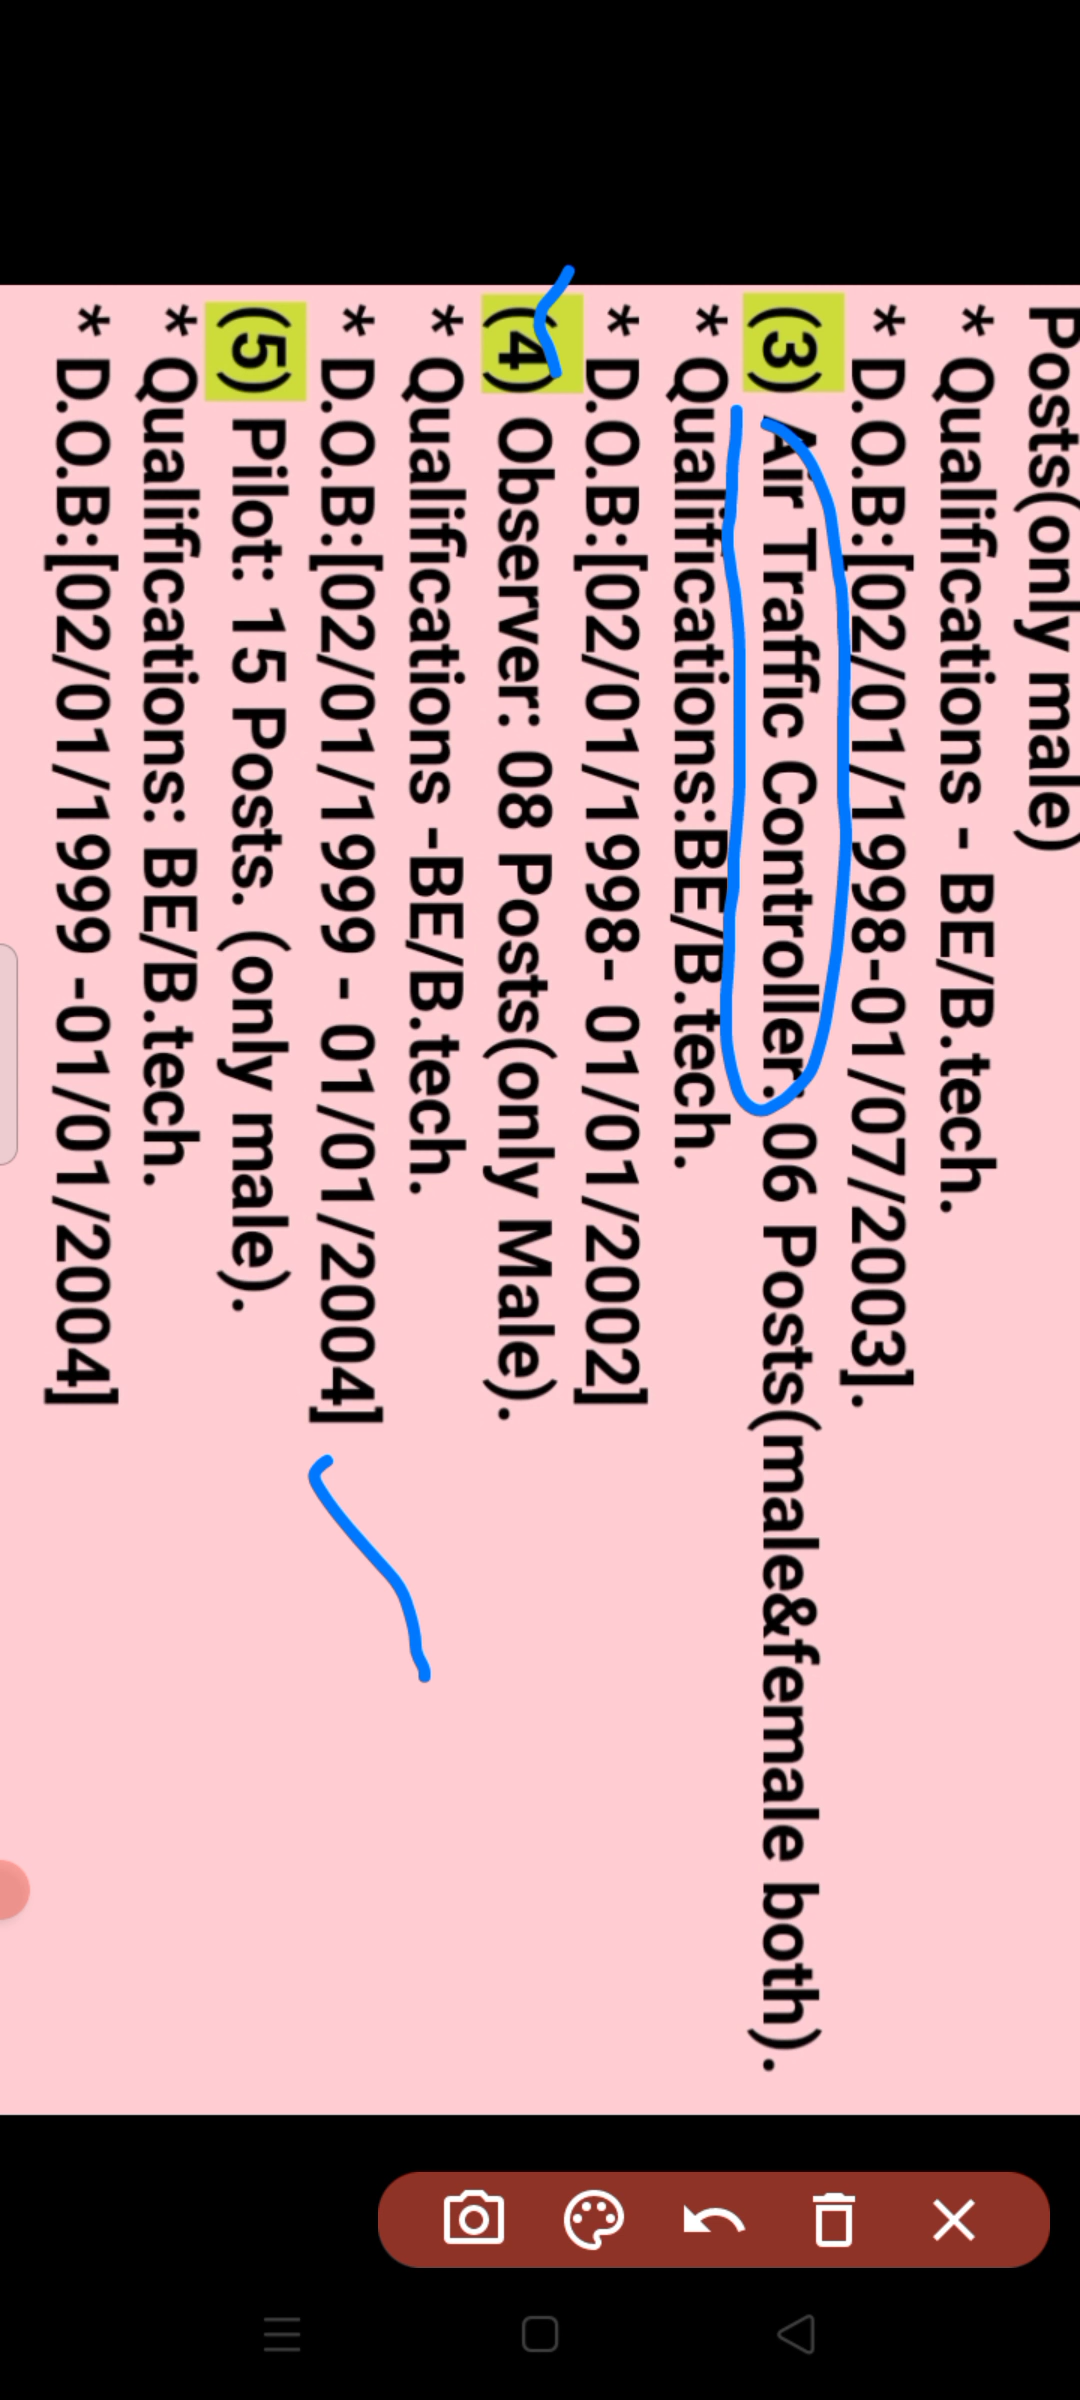 Posts(only male)
* Qualifications - BE/B.tech.
* D.O.B:[02/01/1998-01/07/2003].
(3) Air Traffic Controller: 06 Posts(male&female both).
* Qualifications:BE/B.tech.
* D.O.B:[02/01/1998- 01/01/2002]
(4) Observer: 08 Posts(only Male).
* Qualifications -BE/B.tech.
* D.O.B:[02/01/1999 - 01/01/2004]
(5) Pilot: 15 Posts. (only male).
* Qualifications: BE/B.tech.
* D.O.B:[02/01/1999 -01/01/2004]